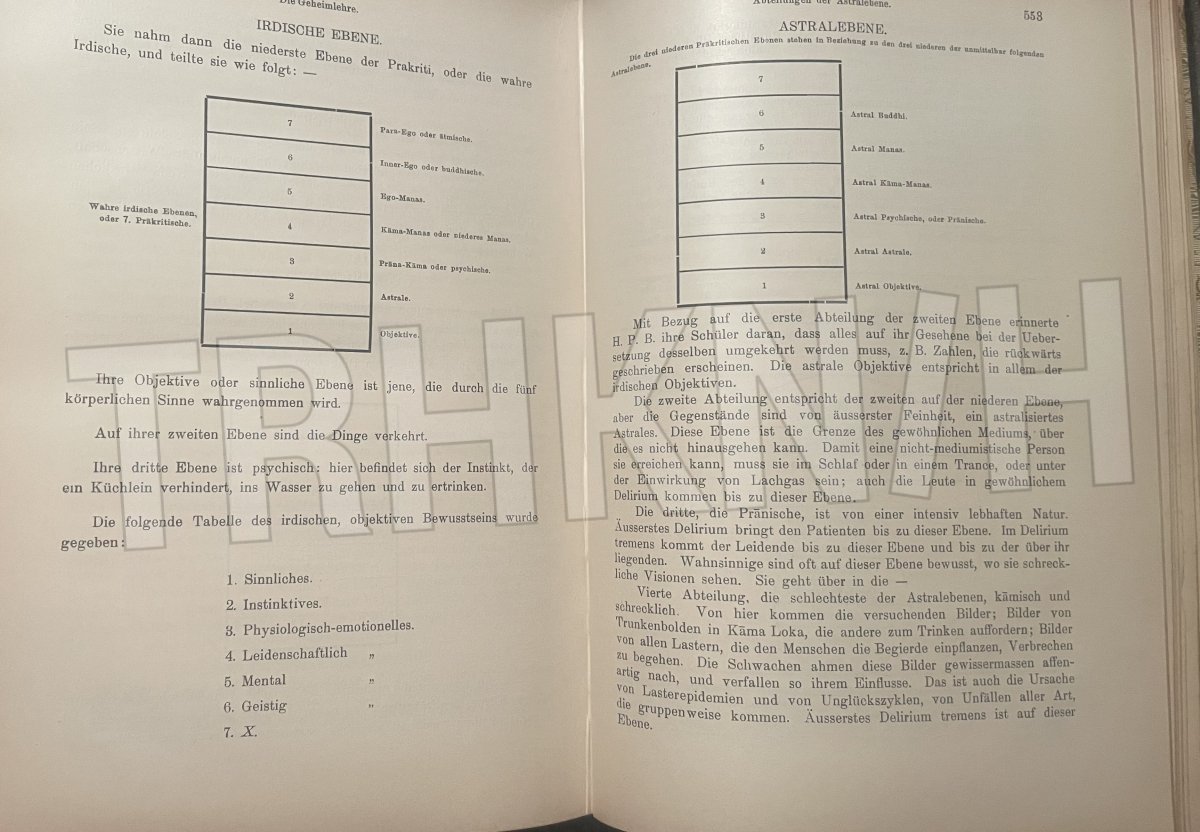 Die Geheimlehre.
IRDISCHE EBENE.
Sie nahm dann die niederste Ebene der Prakriti, oder die wahre
Irdische, und teilte sie wie folgt: —
7
Para-Ego oder âtmische.
6
Inner-Ego oder buddhische.
5
Ego-Manas.
Wahre irdische Ebenen,
oder 7. Präkritische.
4
Kâma-Manas oder niederes Manas.
3
Prâna-Kâma oder psychische.
2
Astrale.
1
Objektive.
Ihre Objektive oder sinnliche Ebene ist jene, die durch die fünf
körperlichen Sinne wahrgenommen wird.
Auf ihrer zweiten Ebene sind die Dinge verkehrt.
Ihre dritte Ebene ist psychisch: hier befindet sich der Instinkt, der
ein Küchlein verhindert, ins Wasser zu gehen und zu ertrinken.
Die folgende Tabelle des irdischen, objektiven Bewusstseins wurde
gegeben:
1. Sinnliches.
2. Instinktives.
3. Physiologisch-emotionelles.
4. Leidenschaftlich „
5. Mental „
6. Geistig „
7. X.
Abteilungen der Astralebene.
553
ASTRALEBENE.
Die drei niederen Präkritischen Ebenen stehen in Beziehung zu den drei niederen der unmittelbar folgenden
Astralebene.
7
6
Astral Buddhi.
5
Astral Manas.
4
Astral Kâma-Manas.
3
Astral Psychische, oder Prânische.
2
Astral Astrale.
1
Astral Objektive.
Mit Bezug auf die erste Abteilung der zweiten Ebene erinnerte
H. P. B. ihre Schüler daran, dass alles auf ihr Gesehene bei der Ueber-
setzung desselben umgekehrt werden muss, z. B. Zahlen, die rückwärts
geschrieben erscheinen. Die astrale Objektive entspricht in allem der
irdischen Objektiven.
Die zweite Abteilung entspricht der zweiten auf der niederen Ebene,
aber die Gegenstände sind von äusserster Feinheit, ein astralisiertes
Astrales. Diese Ebene ist die Grenze des gewöhnlichen Mediums, über
die es nicht hinausgehen kann. Damit eine nicht-mediumistische Person
sie erreichen kann, muss sie im Schlaf oder in einem Trance, oder unter
der Einwirkung von Lachgas sein; auch die Leute in gewöhnlichem
Delirium kommen bis zu dieser Ebene.
Die dritte, die Pränische, ist von einer intensiv lebhaften Natur.
Äusserstes Delirium bringt den Patienten bis zu dieser Ebene. Im Delirium
tremens kommt der Leidende bis zu dieser Ebene und bis zu der über ihr
liegenden. Wahnsinnige sind oft auf dieser Ebene bewusst, wo sie schreck-
liche Visionen sehen. Sie geht über in die —
Vierte Abteilung, die schlechteste der Astralebenen, kâmisch und
schrecklich. Von hier kommen die versuchenden Bilder; Bilder von
Trunkenbolden in Kâma Loka, die andere zum Trinken auffordern; Bilder
von allen Lastern, die den Menschen die Begierde einpflanzen, Verbrechen
zu begehen. Die Schwachen ahmen diese Bilder gewissermassen affen-
artig nach, und verfallen so ihrem Einflusse. Das ist auch die Ursache
von Lasterepidemien und von Unglückszyklen, von Unfällen aller Art,
die gruppenweise kommen. Äusserstes Delirium tremens ist auf dieser
Ebene.